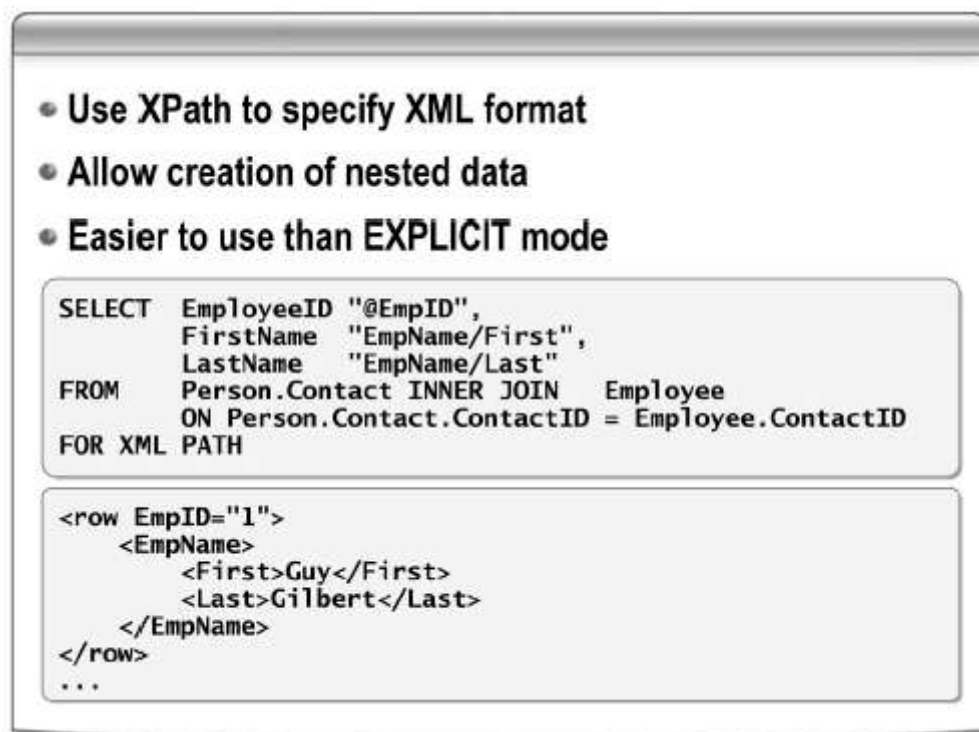 Use XPath to specify XML format
Allow creation of nested data
Easier to use than EXPLICIT mode
SELECT  EmployeeID "@EmpID",
        FirstName  "EmpName/First",
        LastName   "EmpName/Last"
FROM    Person.Contact INNER JOIN   Employee
        ON Person.Contact.ContactID = Employee.ContactID
FOR XML PATH
<row EmpID="1">
    <EmpName>
        <First>Guy</First>
        <Last>Gilbert</Last>
    </EmpName>
</row>
...